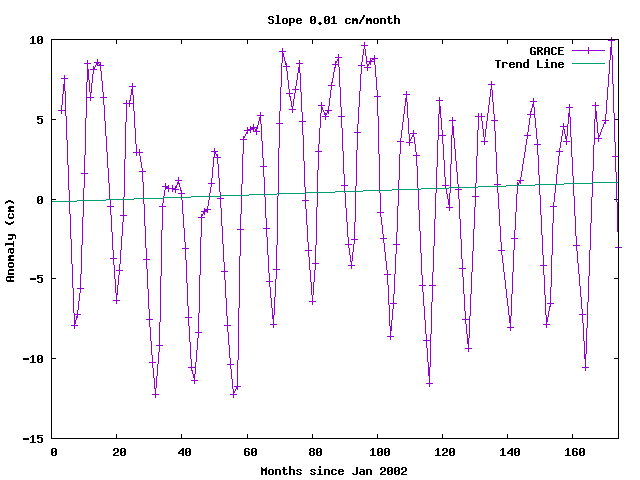 Slope 0.01 cm/month
10
5
0
-5
-10
-15
Anomaly (cm)
GRACE
Trend Line
0 20 40 60 80 100 120 140 160
Months since Jan 2002